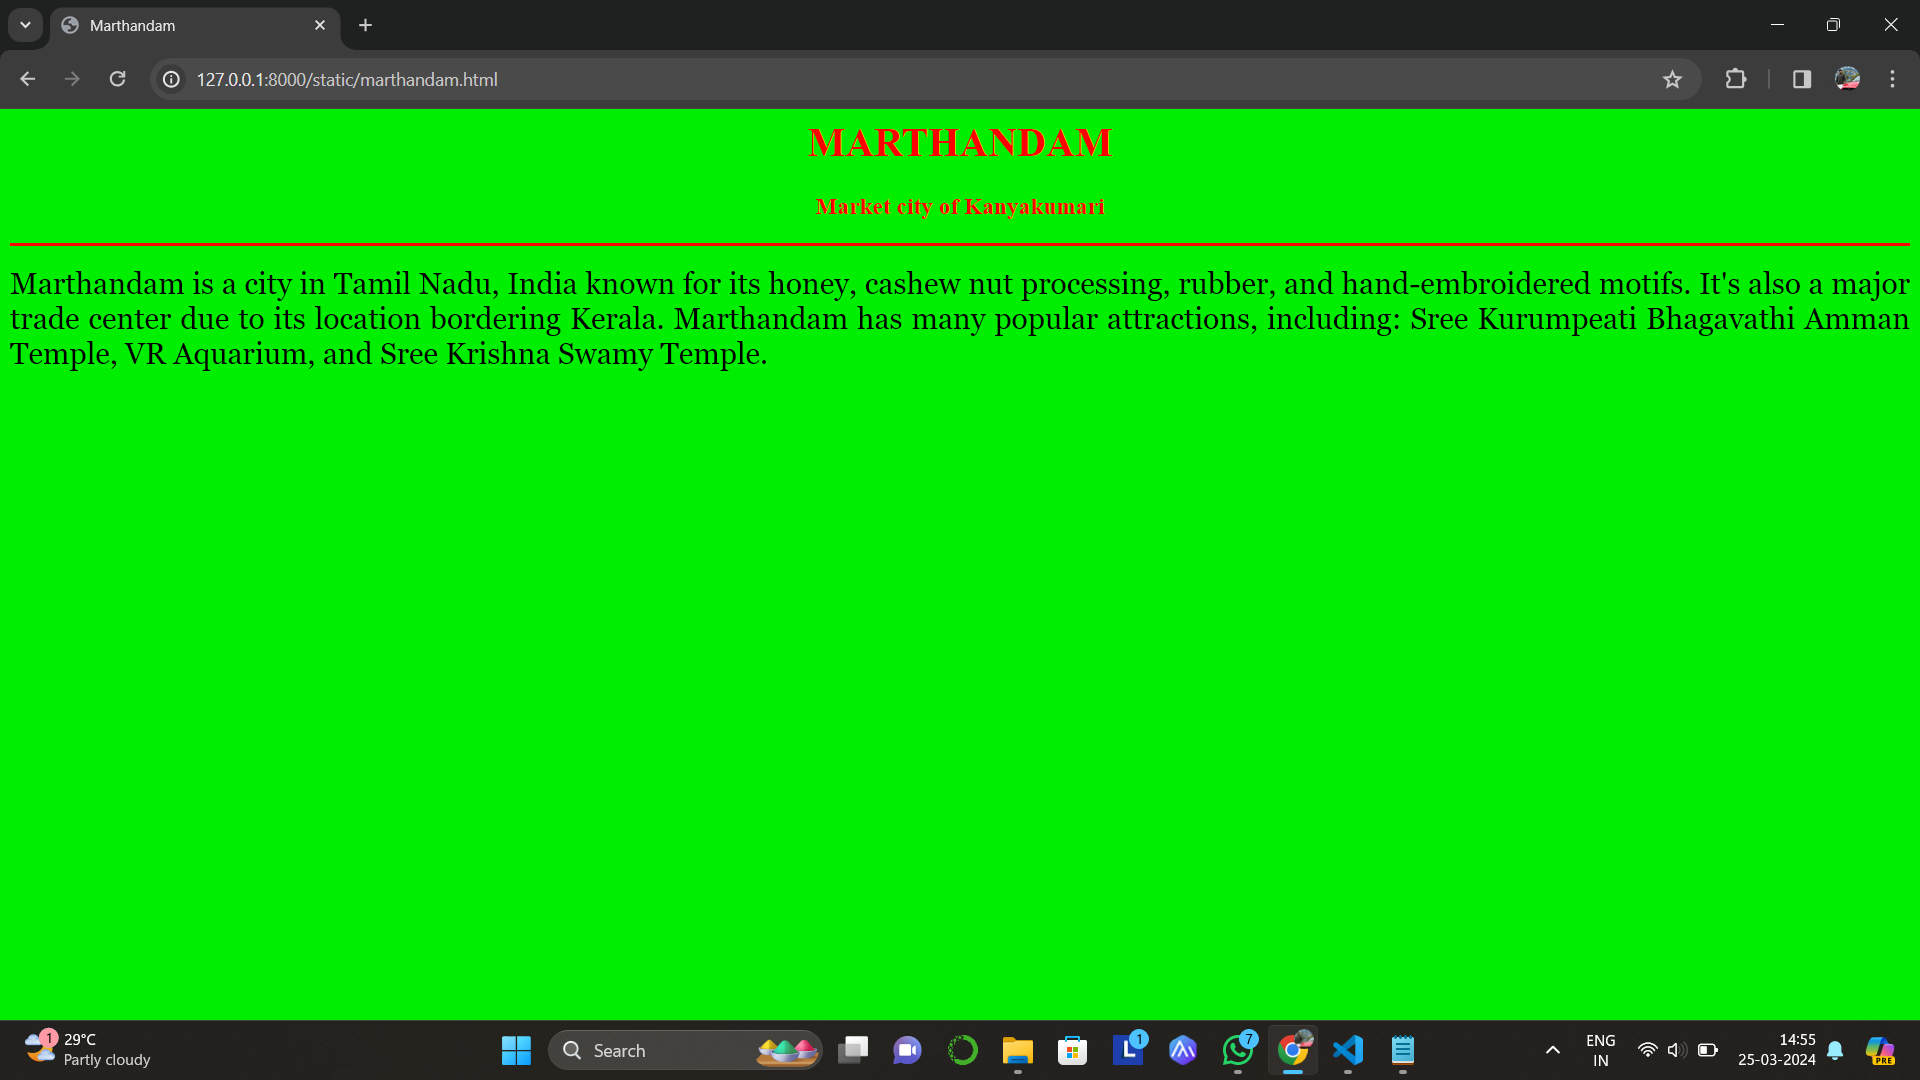 Marthandam
127.0.0.1:8000/static/marthandam.html
MARTHANDAM
Market city of Kanyakumari
Marthandam is a city in Tamil Nadu, India known for its honey, cashew nut processing, rubber, and hand-embroidered motifs. It's also a major
trade center due to its location bordering Kerala. Marthandam has many popular attractions, including: Sree Kurumpeati Bhagavathi Amman
Temple, VR Aquarium, and Sree Krishna Swamy Temple.
1
29°C
Partly cloudy
Search
L
1
7
ENG
IN
14:55
25-03-2024
PRE